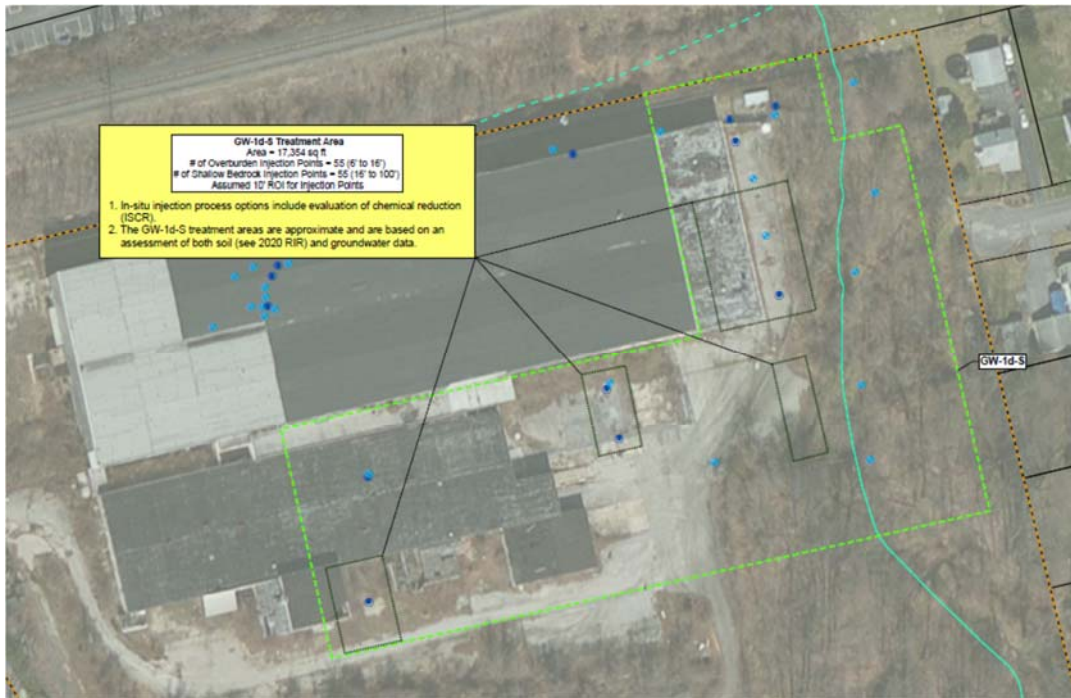 GW-1d-S Treatment Area
Area = 17,354 sq ft
# of Overburden Injection Points = 55 (6' to 16')
# of Shallow Bedrock Injection Points = 55 (16' to 100')
Assumed 10' ROI for Injection Points
1. In-situ injection process options include evaluation of chemical reduction
(ISCR).
2. The GW-1d-S treatment areas are approximate and are based on an
assessment of both soil (see 2020 RIR) and groundwater data.
GW-1d-S